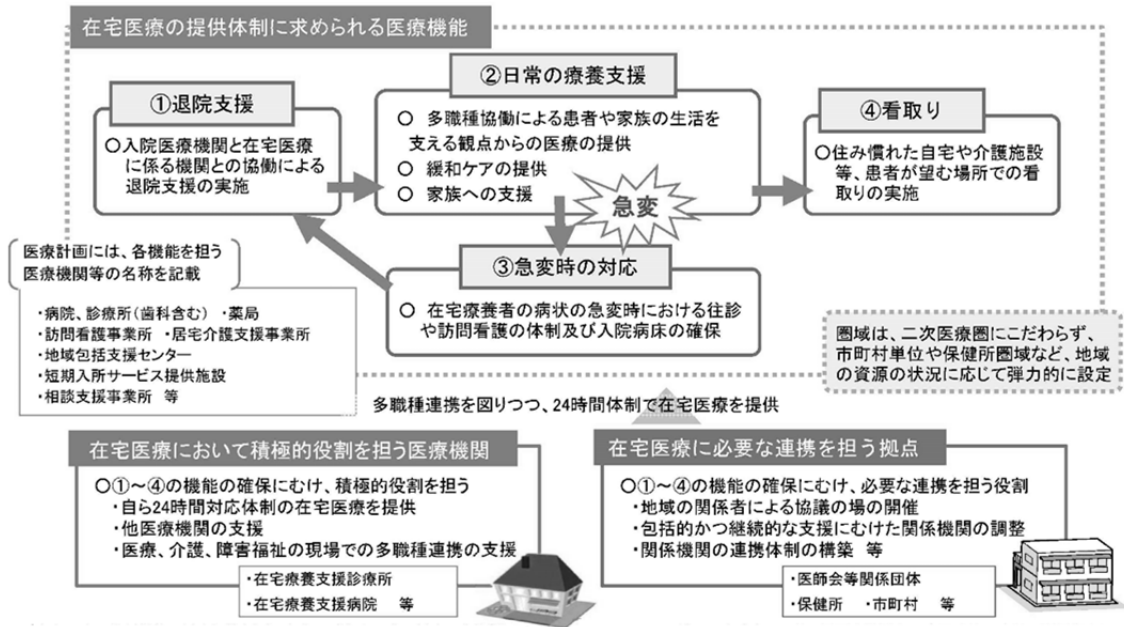 在宅医療の提供体制に求められる医療機能
①退院支援
○入院医療機関と在宅医療
に係る機関との協働による
退院支援の実施
②日常の療養支援
○ 多職種協働による患者や家族の生活を
支える観点からの医療の提供
○ 緩和ケアの提供
○ 家族への支援
急変
④看取り
○住み慣れた自宅や介護施設
等、患者が望む場所での看
取りの実施
③急変時の対応
○ 在宅療養者の病状の急変時における往診
や訪問看護の体制及び入院病床の確保
医療計画には、各機能を担う
医療機関等の名称を記載
・病院、診療所(歯科含む) ・薬局
・訪問看護事業所 ・居宅介護支援事業所
・地域包括支援センター
・短期入所サービス提供施設
・相談支援事業所 等
圏域は、二次医療圏にこだわらず、
市町村単位や保健所圏域など、地域
の資源の状況に応じて弾力的に設定
多職種連携を図りつつ、24時間体制で在宅医療を提供
在宅医療において積極的役割を担う医療機関
○①～④の機能の確保にむけ、積極的役割を担う
・自ら24時間対応体制の在宅医療を提供
・他医療機関の支援
・医療、介護、障害福祉の現場での多職種連携の支援
・在宅療養支援診療所
・在宅療養支援病院 等
在宅医療に必要な連携を担う拠点
○①～④の機能の確保にむけ、必要な連携を担う役割
・地域の関係者による協議の場の開催
・包括的かつ継続的な支援にむけた関係機関の調整
・関係機関の連携体制の構築 等
・医師会等関係団体
・保健所 ・市町村 等